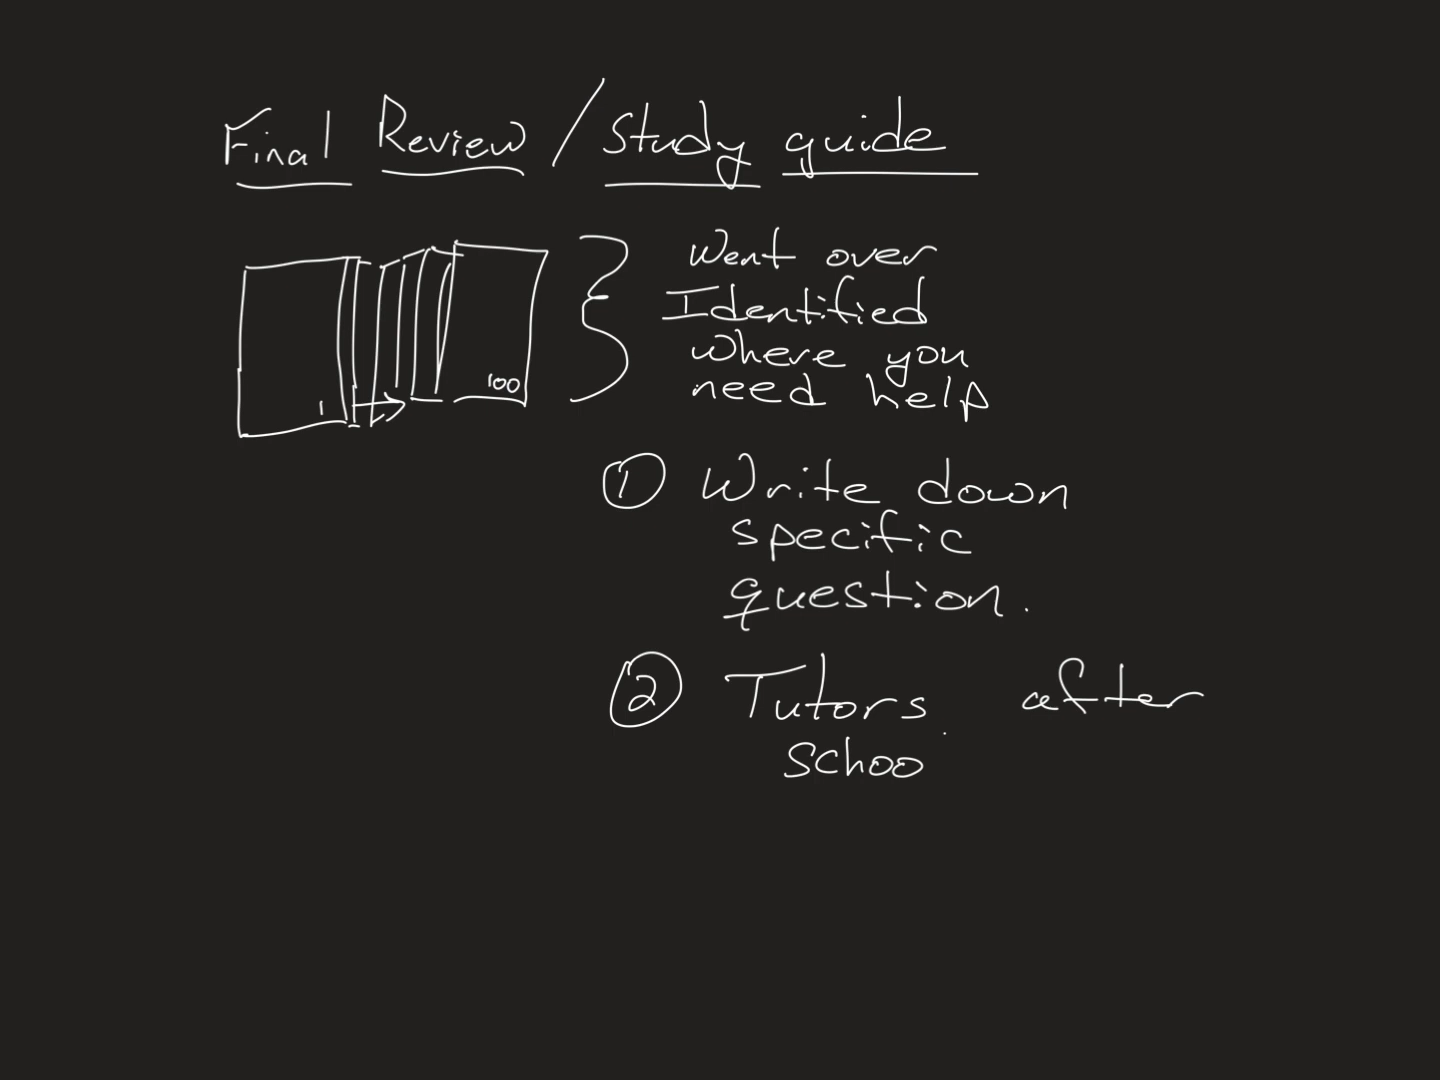 Final Review / Study guide
Went over
Identified
where you
need help
1 100
① Write down
specific
question.
② Tutors after
schoo